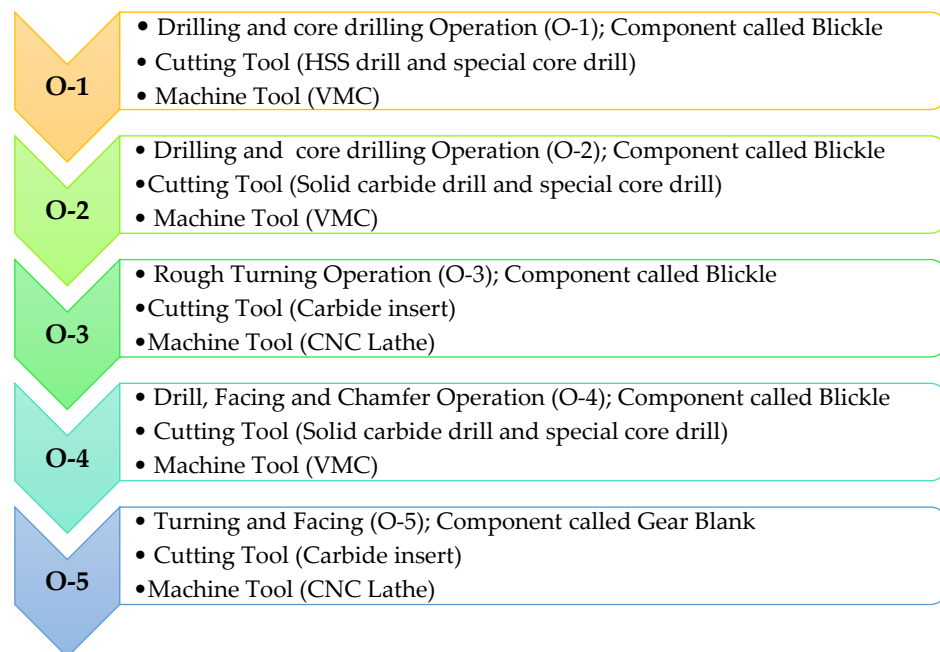 O-1
• Drilling and core drilling Operation (O-1); Component called Blickle
• Cutting Tool (HSS drill and special core drill)
• Machine Tool (VMC)
O-2
• Drilling and core drilling Operation (O-2); Component called Blickle
•Cutting Tool (Solid carbide drill and special core drill)
• Machine Tool (VMC)
O-3
• Rough Turning Operation (O-3); Component called Blickle
•Cutting Tool (Carbide insert)
•Machine Tool (CNC Lathe)
O-4
• Drill, Facing and Chamfer Operation (O-4); Component called Blickle
• Cutting Tool (Solid carbide drill and special core drill)
• Machine Tool (VMC)
O-5
• Turning and Facing (O-5); Component called Gear Blank
• Cutting Tool (Carbide insert)
•Machine Tool (CNC Lathe)